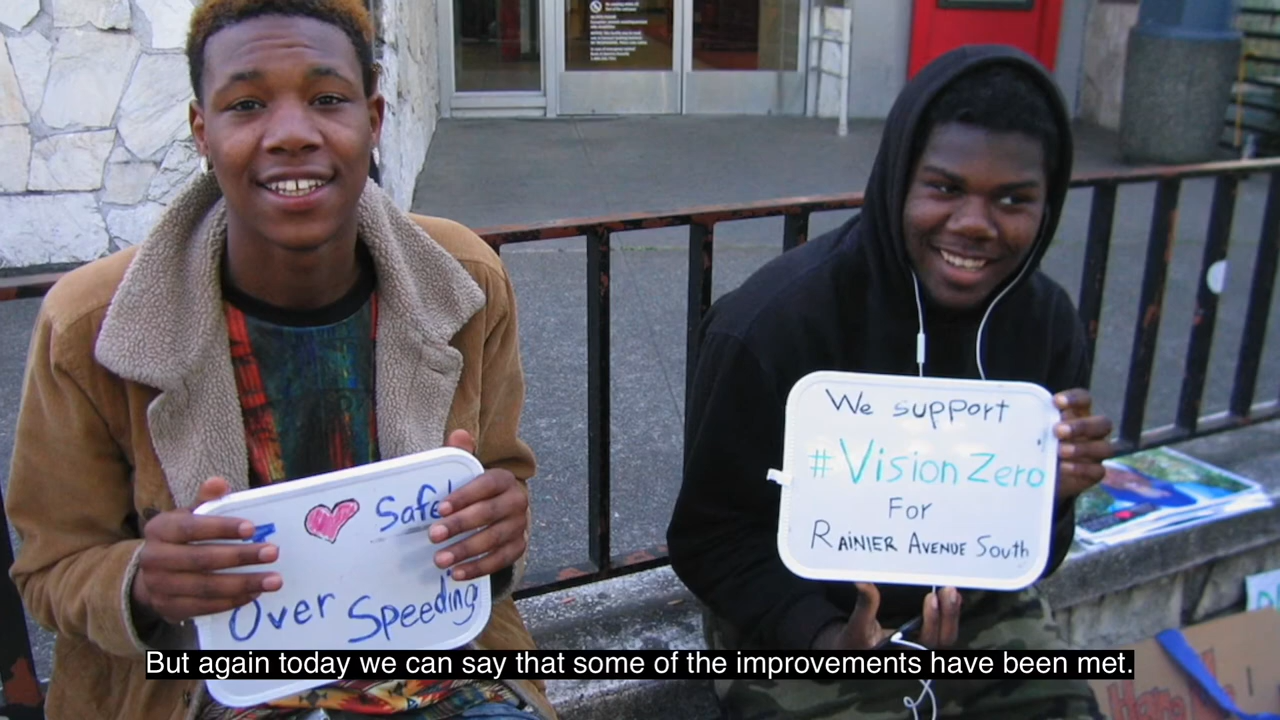 I ❤ Safe
Over Speeding
We support
#VisionZero
For
RAINIER AVENUE SOUTH
But again today we can say that some of the improvements have been met.